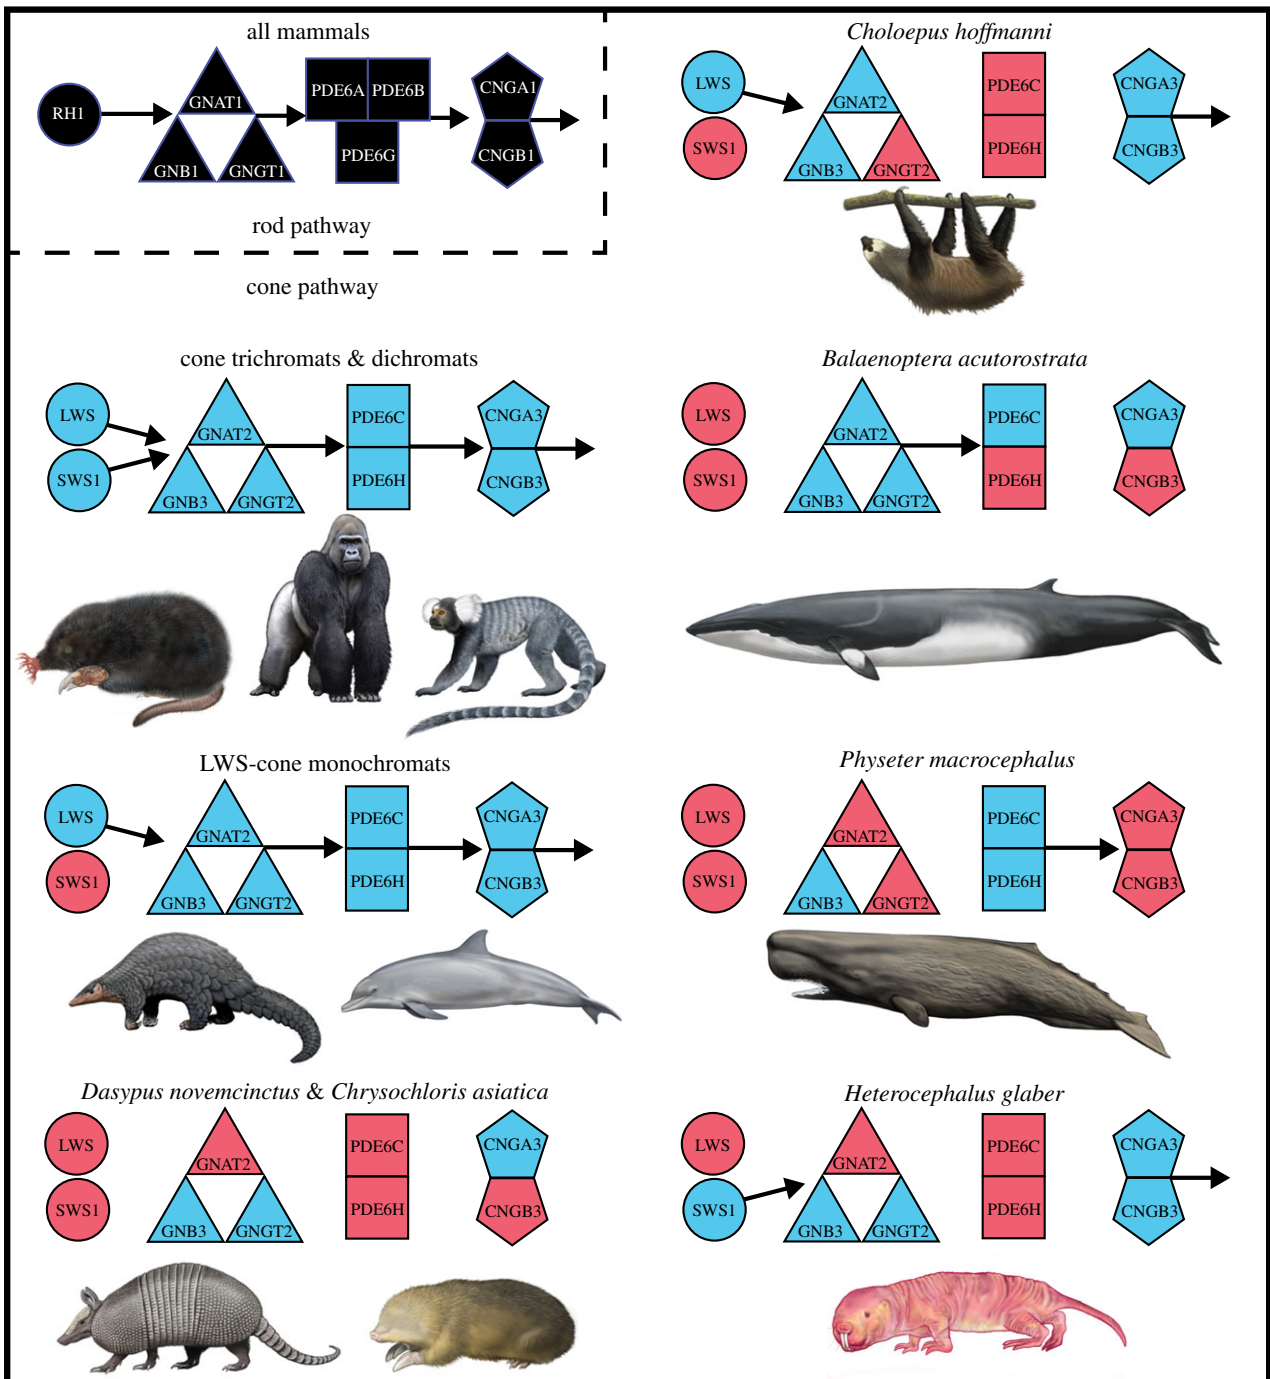 all mammals
RH1
GNAT1
GNB1
GNGT1
PDE6A
PDE6B
PDE6G
CNGA1
CNGB1
rod pathway
cone pathway
Choloepus hoffmanni
LWS
SWS1
GNAT2
GNB3
GNGT2
PDE6C
PDE6H
CNGA3
CNGB3
cone trichromats & dichromats
LWS
SWS1
GNAT2
GNB3
GNGT2
PDE6C
PDE6H
CNGA3
CNGB3
Balaenoptera acutorostrata
LWS
SWS1
GNAT2
GNB3
GNGT2
PDE6C
PDE6H
CNGA3
CNGB3
LWS-cone monochromats
LWS
SWS1
GNAT2
GNB3
GNGT2
PDE6C
PDE6H
CNGA3
CNGB3
Physeter macrocephalus
LWS
SWS1
GNAT2
GNB3
GNGT2
PDE6C
PDE6H
CNGA3
CNGB3
Dasypus novemcinctus & Chrysochloris asiatica
LWS
SWS1
GNAT2
GNB3
GNGT2
PDE6C
PDE6H
CNGA3
CNGB3
Heterocephalus glaber
LWS
SWS1
GNAT2
GNB3
GNGT2
PDE6C
PDE6H
CNGA3
CNGB3